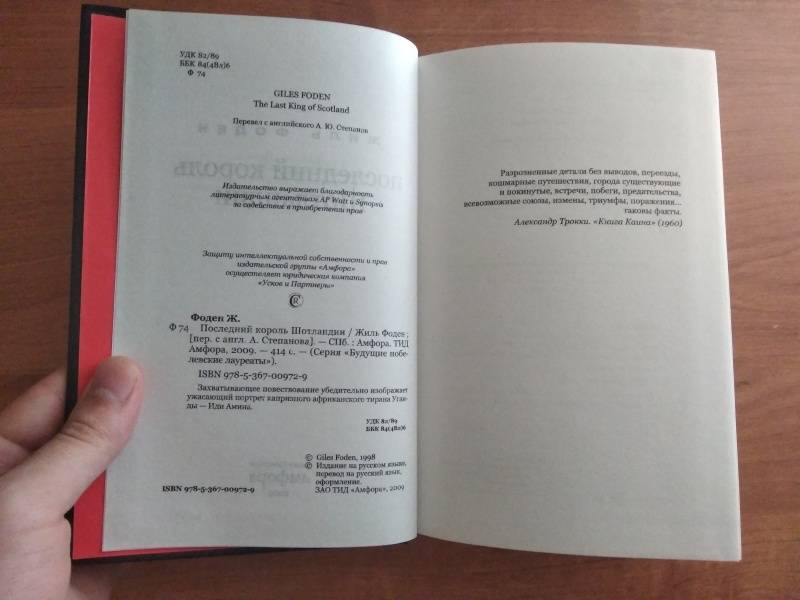 УДК 82/89
ББК 84(4Вл)6
Ф 74
GILES FODEN
The Last King of Scotland
Перевел с английского А. Ю. Степанов
Издательство выражает благодарность
литературным агентствам AP Watt и Synopsis
за содействие в приобретении прав
Защиту интеллектуальной собственности и прав
издательской группы «Амфора»
осуществляет юридическая компания
«Усков и Партнеры»
R
Фоден Ж.
Ф 74 Последний король Шотландии / Жиль Фоден ;
[пер. с англ. А. Степанова]. — СПб. : Амфора. ТИД
Амфора, 2009. — 414 с. — (Серия «Будущие нобе-
левские лауреаты»).
ISBN 978-5-367-00972-9
Захватывающее повествование убедительно изображает
ужасающий портрет капризного африканского тирана Уган-
ды — Иди Амина.
УДК 82/89
ББК 84(4Вл)6
© Giles Foden, 1998
© Издание на русском языке,
перевод на русский язык,
оформление.
ISBN 978-5-367-00972-9 ЗАО ТИД «Амфора», 2009
Разрозненные детали без выводов, переезды,
кошмарные путешествия, города существующие
и покинутые, встречи, побеги, предательства,
всевозможные союзы, измены, триумфы, поражения...
таковы факты.
Александр Трокки. «Книга Каина» (1960)